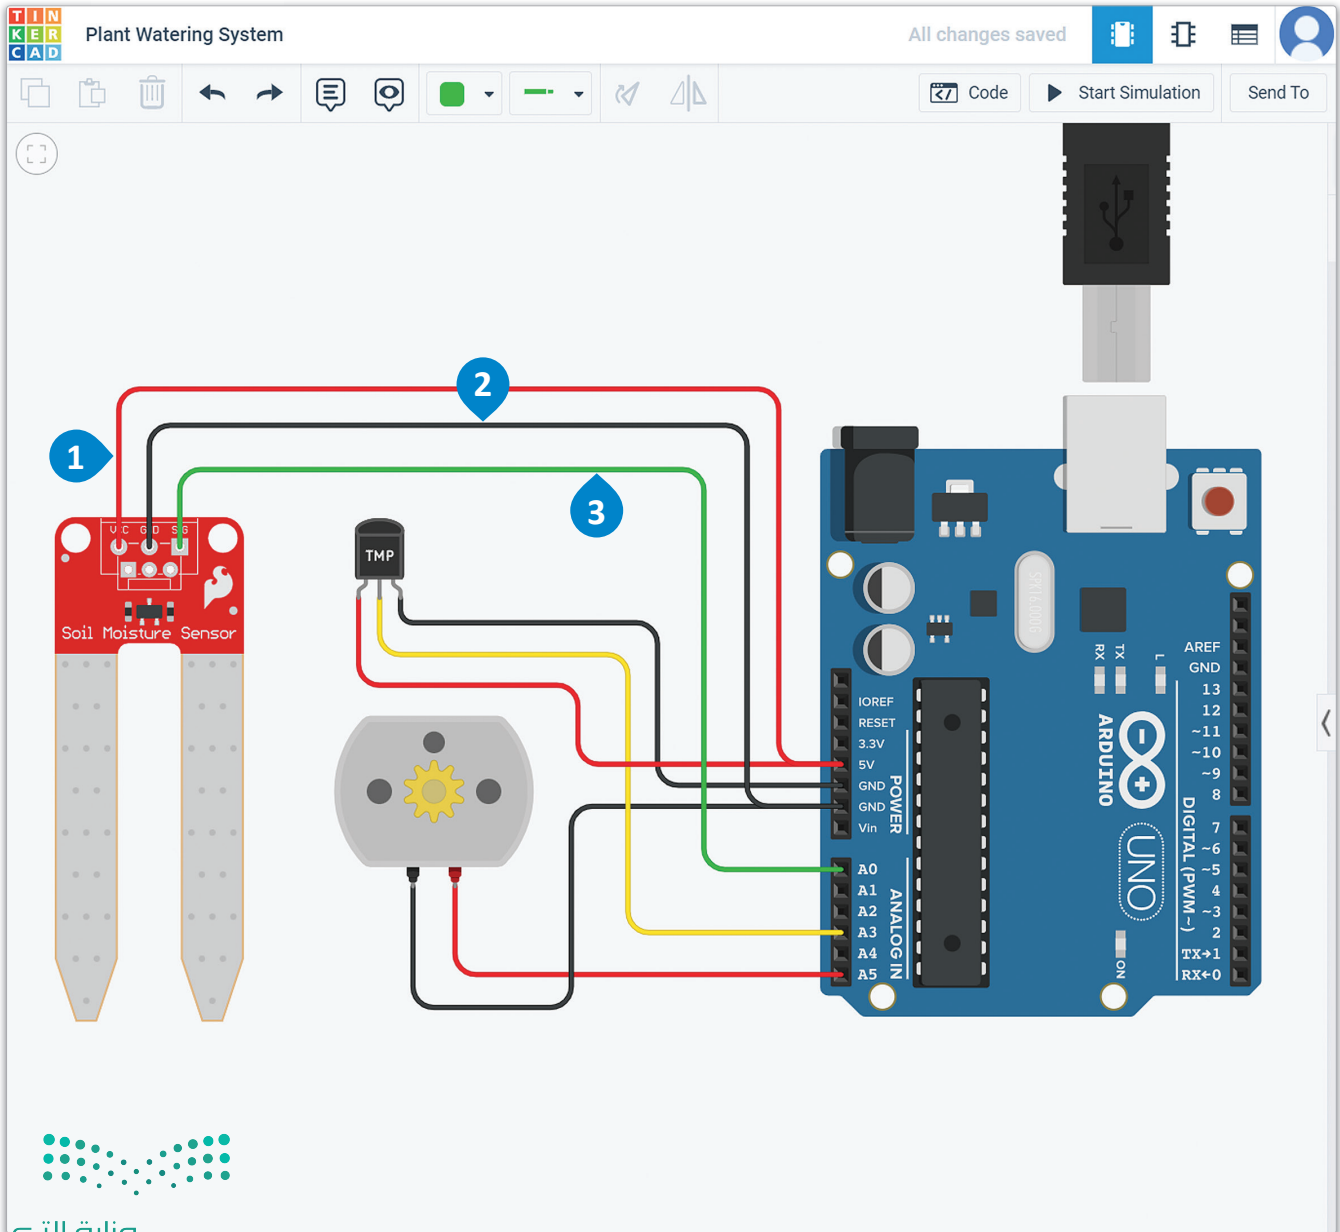 TIN
KER
CAD
Plant Watering System
All changes saved
Code
Start Simulation
Send To
2
1
3
VCC GND SIG
Soil Moisture Sensor
TMP
SPK16.000G
RX
TX
L
AREF
GND
13
12
~11
~10
~9
8
7
~6
~5
4
~3
2
TX→1
RX←0
DIGITAL (PWM~)
ARDUINO
UNO
ON
IOREF
RESET
3.3V
5V
GND
GND
Vin
POWER
A0
A1
A2
A3
A4
A5
ANALOG IN